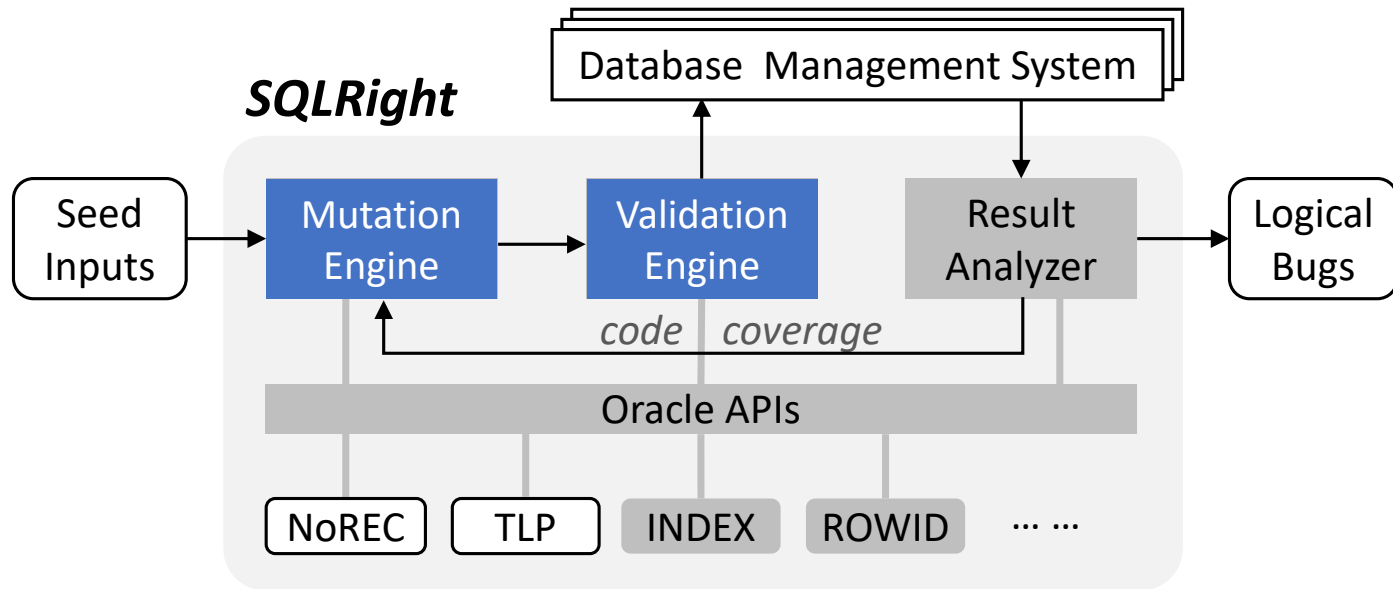 Database Management System
SQLRight
Seed
Inputs
Mutation
Engine
Validation
Engine
Result
Analyzer
Logical
Bugs
code coverage
Oracle APIs
NoREC
TLP
INDEX
ROWID
... ...